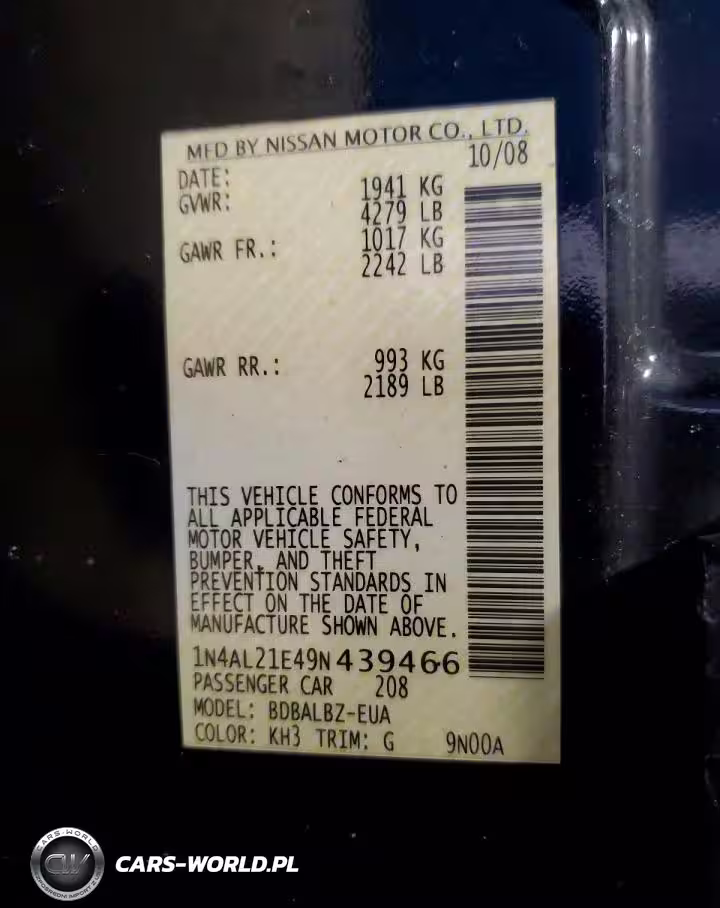 MFD BY NISSAN MOTOR CO., LTD.
DATE: 10/08
GVWR: 1941 KG
4279 LB
GAWR FR.: 1017 KG
2242 LB
GAWR RR.: 993 KG
2189 LB
THIS VEHICLE CONFORMS TO
ALL APPLICABLE FEDERAL
MOTOR VEHICLE SAFETY,
BUMPER, AND THEFT
PREVENTION STANDARDS IN
EFFECT ON THE DATE OF
MANUFACTURE SHOWN ABOVE.
1N4AL21E49N439466
PASSENGER CAR 208
MODEL: BDBALBZ-EUA
COLOR: KH3 TRIM: G 9N00A
CARS-WORLD
CW
CARS-WORLD.PL